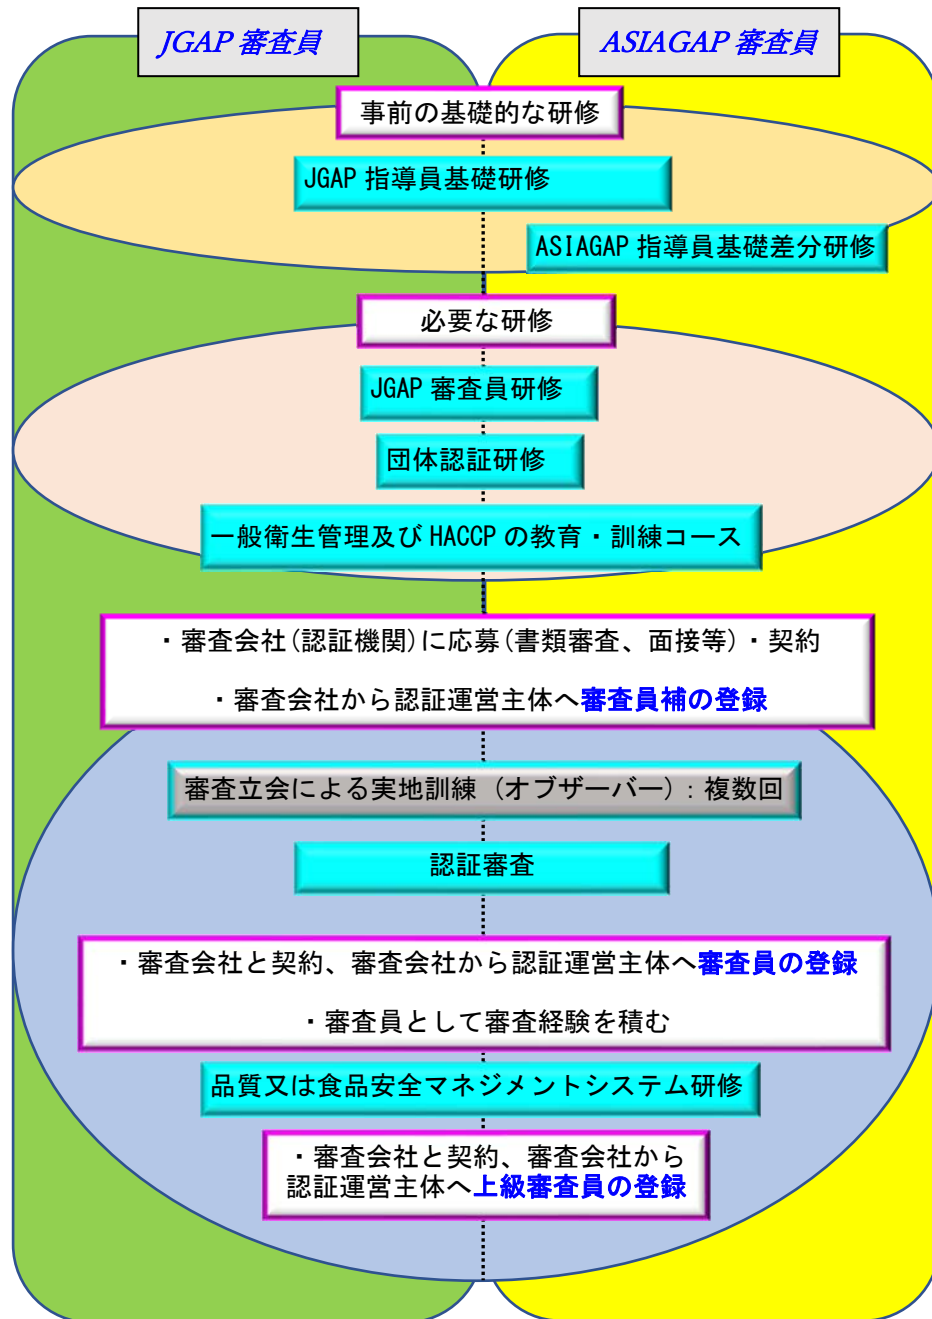 JGAP 審査員
ASIAGAP 審査員
事前の基礎的な研修
JGAP 指導員基礎研修
ASIAGAP 指導員基礎差分研修
必要な研修
JGAP 審査員研修
団体認証研修
一般衛生管理及び HACCP の教育・訓練コース
・審査会社(認証機関)に応募(書類審査、面接等)・契約
・審査会社から認証運営主体へ審査員補の登録
審査立会による実地訓練 (オブザーバー)：複数回
認証審査
・審査会社と契約、審査会社から認証運営主体へ審査員の登録
・審査員として審査経験を積む
品質又は食品安全マネジメントシステム研修
・審査会社と契約、審査会社から
認証運営主体へ上級審査員の登録